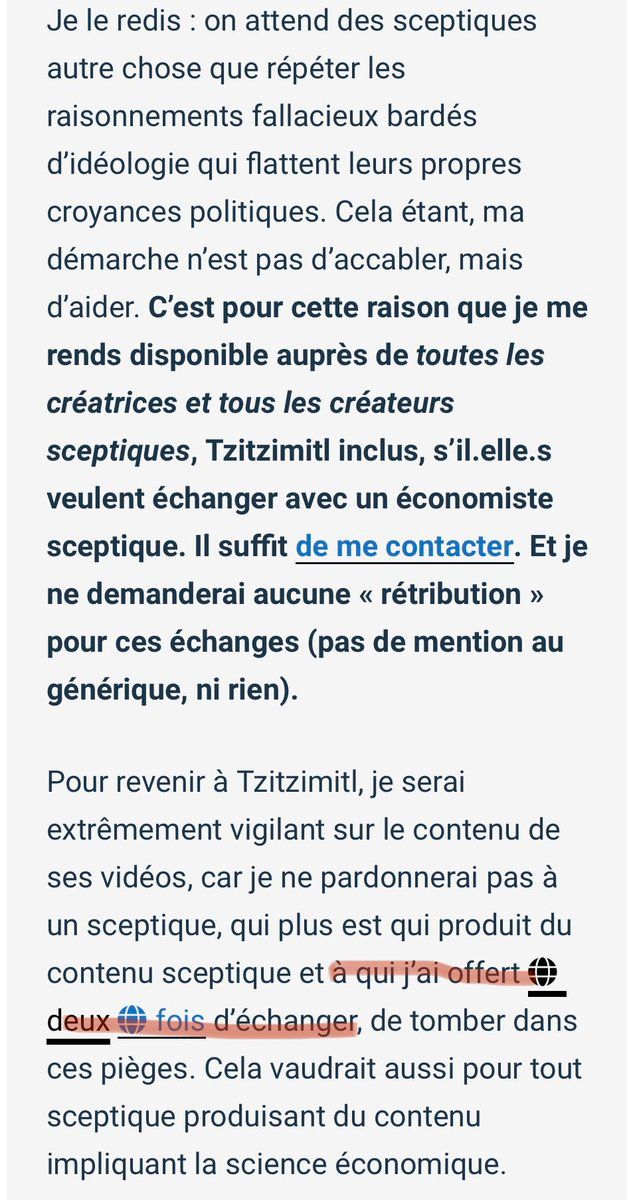 Je le redis : on attend des sceptiques
autre chose que répéter les
raisonnements fallacieux bardés
d’idéologie qui flattent leurs propres
croyances politiques. Cela étant, ma
démarche n’est pas d’accabler, mais
d’aider. C’est pour cette raison que je me
rends disponible auprès de toutes les
créatrices et tous les créateurs
sceptiques, Tzitzimitl inclus, s’il.elle.s
veulent échanger avec un économiste
sceptique. Il suffit de me contacter. Et je
ne demanderai aucune « rétribution »
pour ces échanges (pas de mention au
générique, ni rien).
Pour revenir à Tzitzimitl, je serai
extrêmement vigilant sur le contenu de
ses vidéos, car je ne pardonnerai pas à
un sceptique, qui plus est qui produit du
contenu sceptique et à qui j’ai offert
deux fois d’échanger, de tomber dans
ces pièges. Cela vaudrait aussi pour tout
sceptique produisant du contenu
impliquant la science économique.